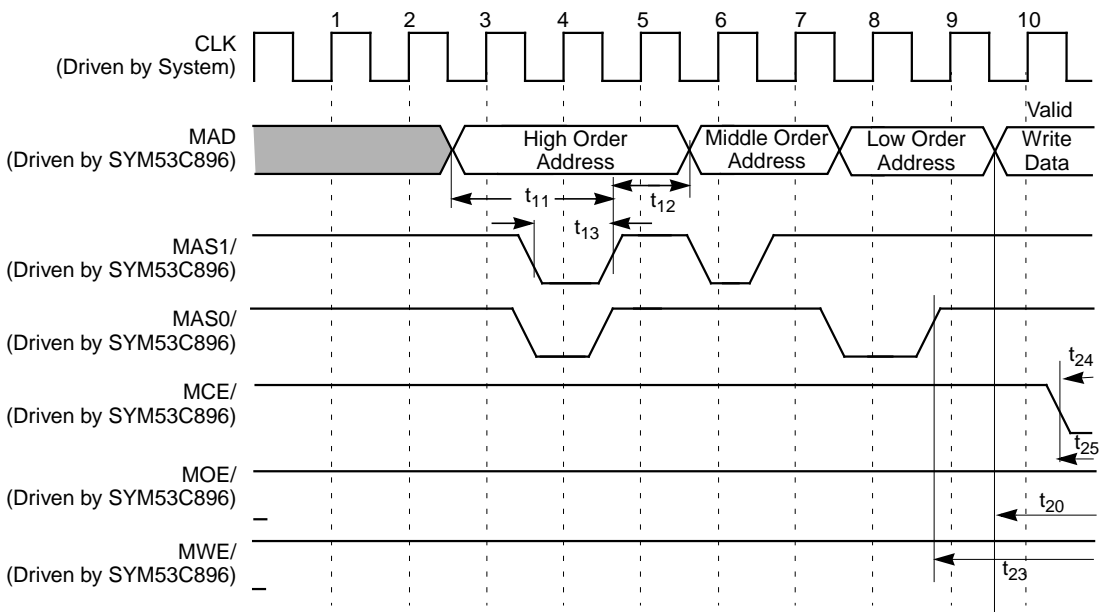 1 2 3 4 5 6 7 8 9 10
CLK
(Driven by System)
Valid
MAD
(Driven by SYM53C896)
High Order
Address
Middle Order
Address
Low Order
Address
Write
Data
t11
t12
t13
MAS1/
(Driven by SYM53C896)
MAS0/
(Driven by SYM53C896)
t24
MCE/
(Driven by SYM53C896)
t25
MOE/
(Driven by SYM53C896)
t20
MWE/
(Driven by SYM53C896)
t23